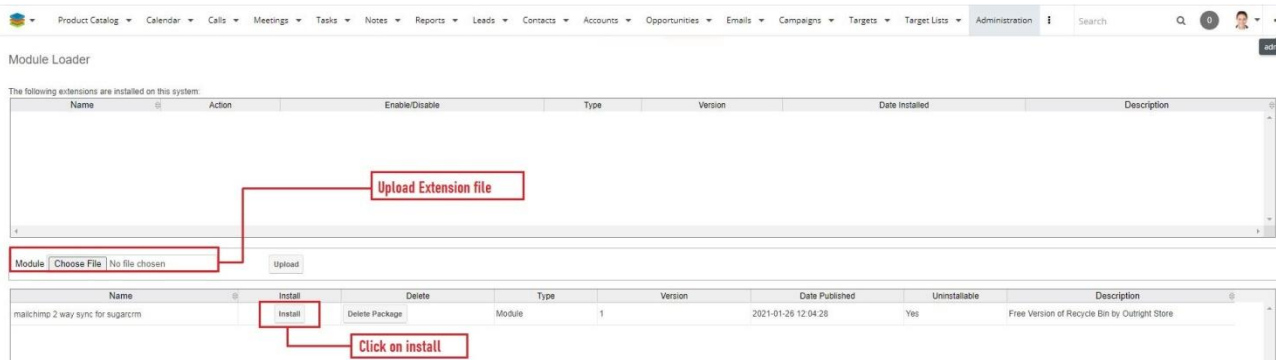 Product Catalog Calendar Calls Meetings Tasks Notes Reports Leads Contacts Accounts Opportunities Emails Campaigns Targets Target Lists Administration Search 0
Module Loader
The following extensions are installed on this system:
Name Action Enable/Disable Type Version Date Installed Description
Upload Extension file
Module Choose File No file chosen Upload
Name Install Delete Type Version Date Published Uninstallable Description
mailchimp 2 way sync for sugarcrm Install Delete Package Module 1 2021-01-26 12:04:28 Yes Free Version of Recycle Bin by Outright Store
Click on install